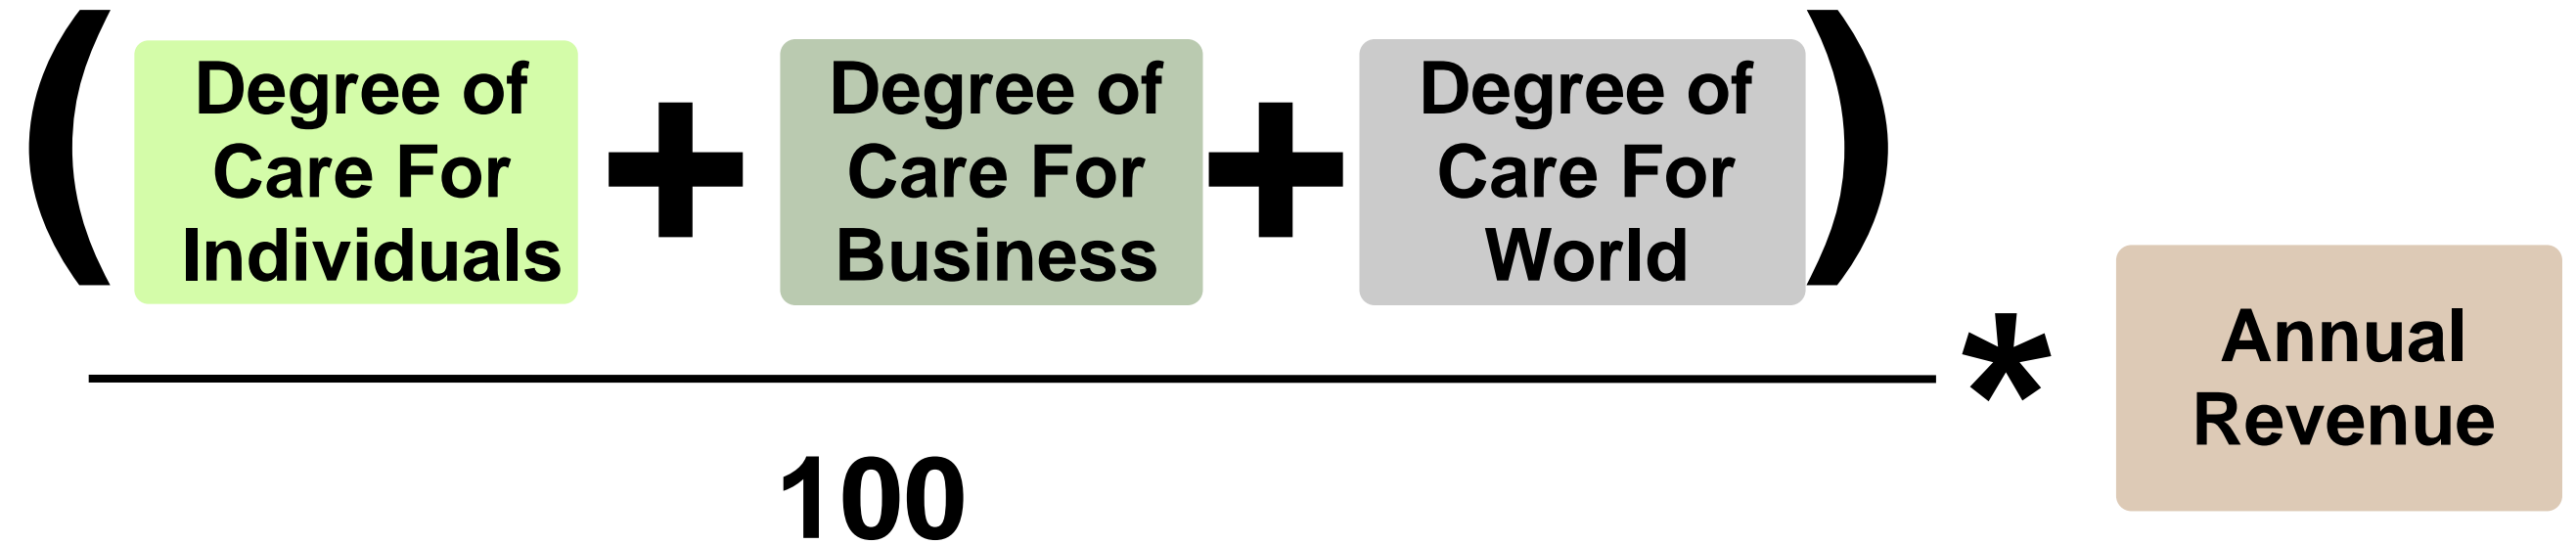 (
Degree of
Care For
Individuals
+
Degree of
Care For
Business
+
Degree of
Care For
World
)
100
*
Annual
Revenue